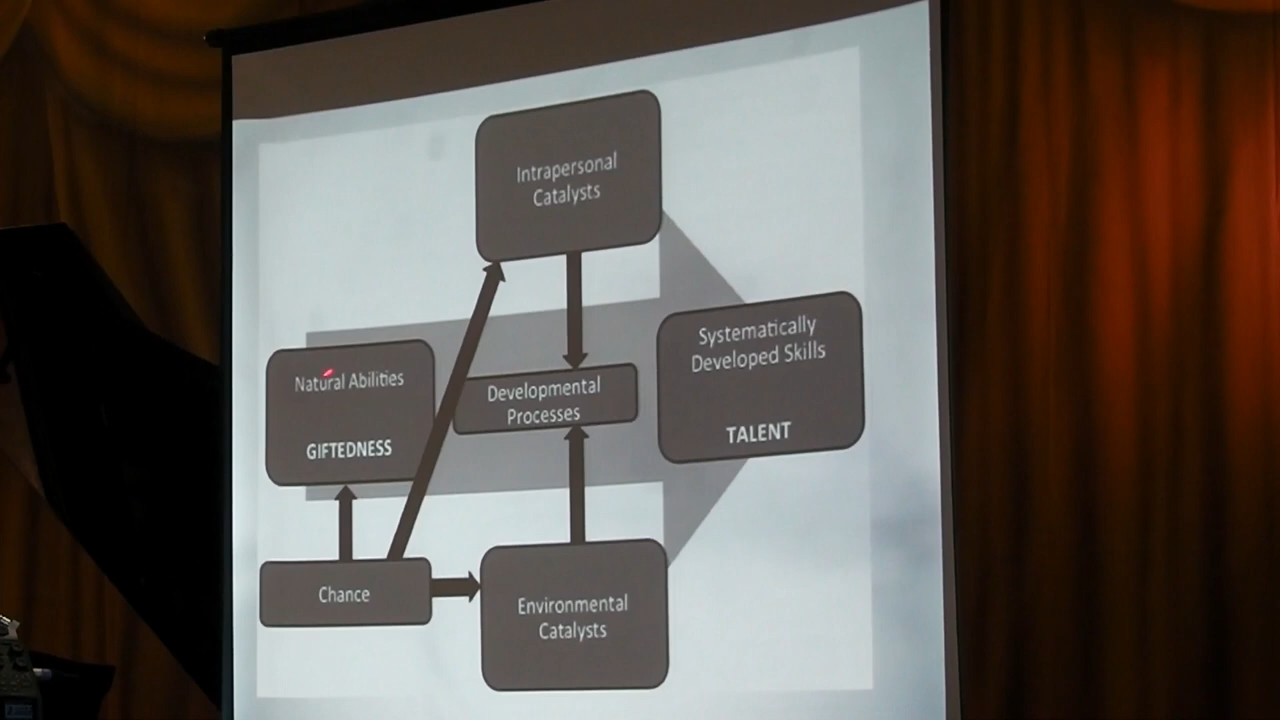 Intrapersonal
Catalysts
Natural Abilities
GIFTEDNESS
Developmental
Processes
Systematically
Developed Skills
TALENT
Chance
Environmental
Catalysts